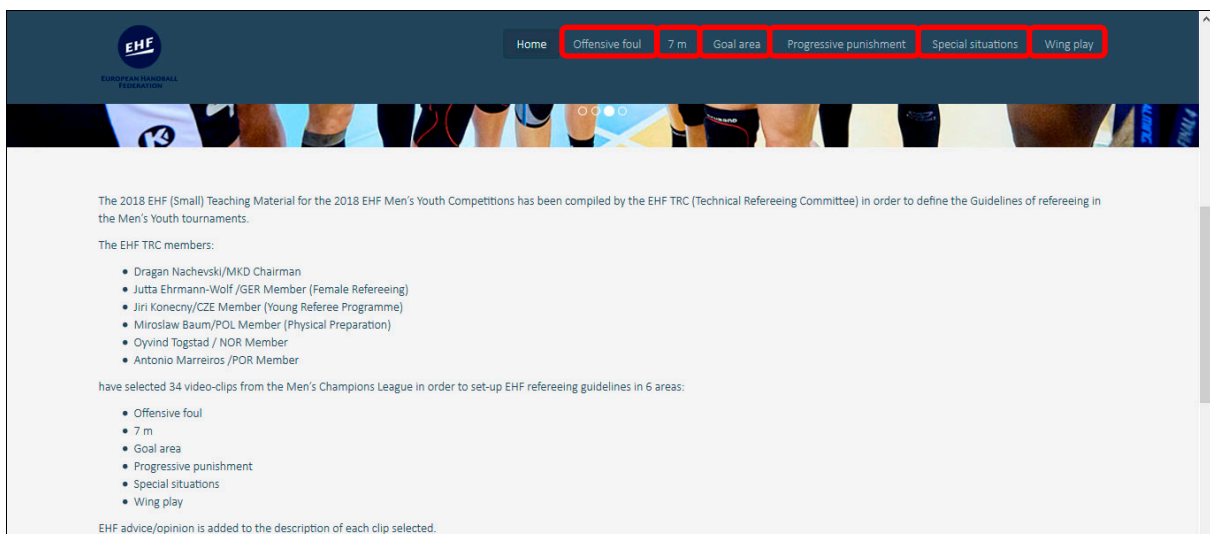 EHF
EUROPEAN HANDBALL
FEDERATION
Home Offensive foul 7 m Goal area Progressive punishment Special situations Wing play
The 2018 EHF (Small) Teaching Material for the 2018 EHF Men's Youth Competitions has been compiled by the EHF TRC (Technical Refereeing Committee) in order to define the Guidelines of refereeing in
the Men's Youth tournaments.
The EHF TRC members:
• Dragan Nachevski/MKD Chairman
• Jutta Ehrmann-Wolf /GER Member (Female Refereeing)
• Jiri Konecny/CZE Member (Young Referee Programme)
• Miroslaw Baum/POL Member (Physical Preparation)
• Oyvind Togstad / NOR Member
• Antonio Marreiros /POR Member
have selected 34 video-clips from the Men's Champions League in order to set-up EHF refereeing guidelines in 6 areas:
• Offensive foul
• 7 m
• Goal area
• Progressive punishment
• Special situations
• Wing play
EHF advice/opinion is added to the description of each clip selected.